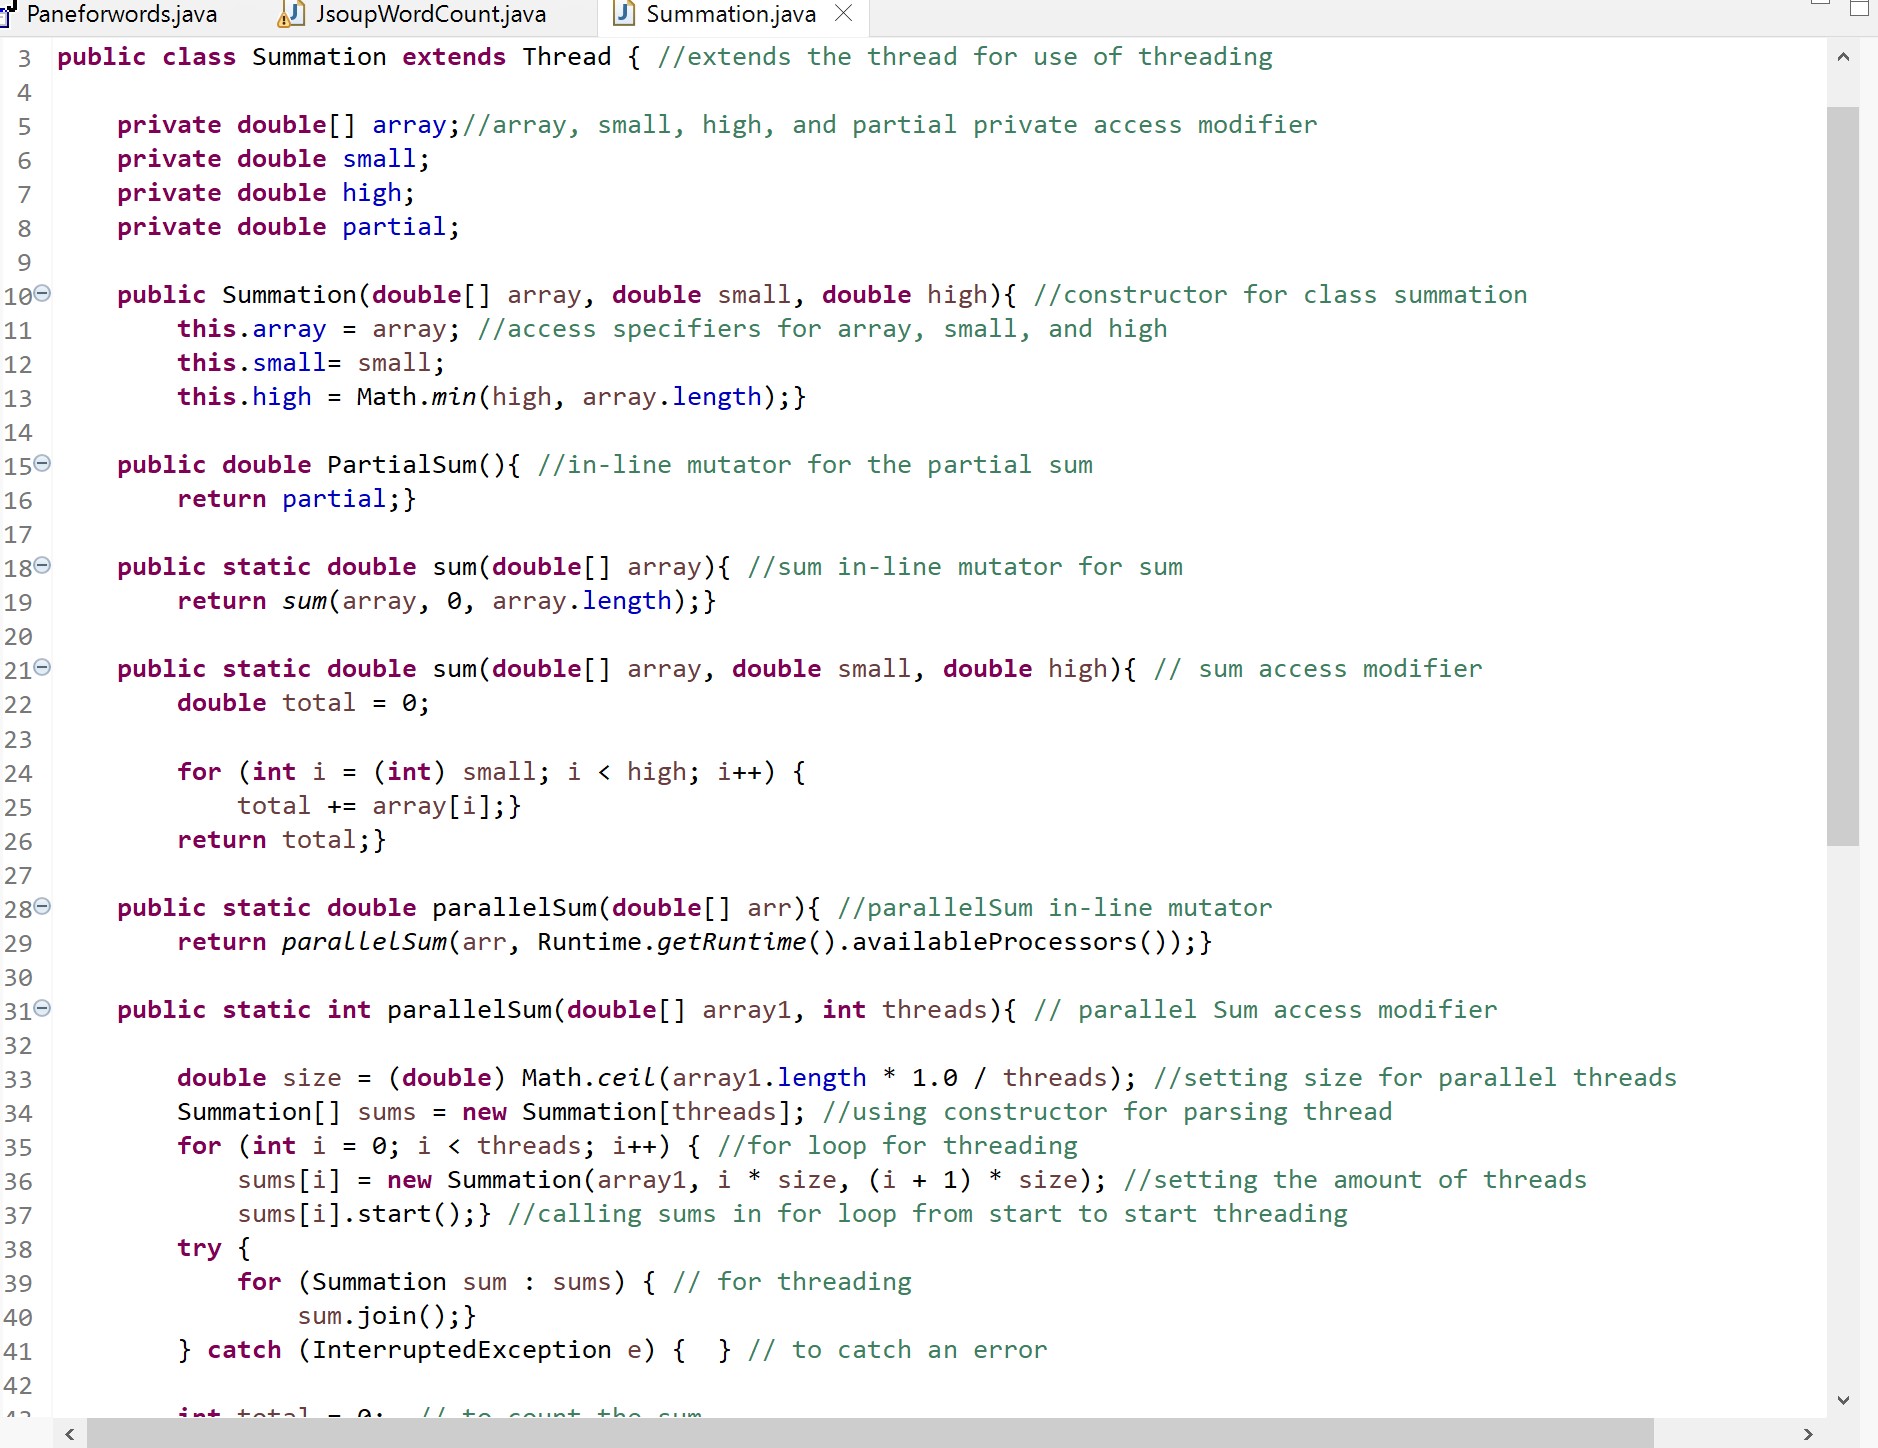 Paneforwords.java JsoupWordCount.java Summation.java
3 public class Summation extends Thread { //extends the thread for use of threading
4
5 private double[] array;//array, small, high, and partial private access modifier
6 private double small;
7 private double high;
8 private double partial;
9
10 public Summation(double[] array, double small, double high){ //constructor for class summation
11 this.array = array; //access specifiers for array, small, and high
12 this.small= small;
13 this.high = Math.min(high, array.length);}
14
15 public double PartialSum(){ //in-line mutator for the partial sum
16 return partial;}
17
18 public static double sum(double[] array){ //sum in-line mutator for sum
19 return sum(array, 0, array.length);}
20
21 public static double sum(double[] array, double small, double high){ // sum access modifier
22 double total = 0;
23
24 for (int i = (int) small; i < high; i++) {
25 total += array[i];}
26 return total;}
27
28 public static double parallelSum(double[] arr){ //parallelSum in-line mutator
29 return parallelSum(arr, Runtime.getRuntime().availableProcessors());}
30
31 public static int parallelSum(double[] array1, int threads){ // parallel Sum access modifier
32
33 double size = (double) Math.ceil(array1.length * 1.0 / threads); //setting size for parallel threads
34 Summation[] sums = new Summation[threads]; //using constructor for parsing thread
35 for (int i = 0; i < threads; i++) { //for loop for threading
36 sums[i] = new Summation(array1, i * size, (i + 1) * size); //setting the amount of threads
37 sums[i].start();} //calling sums in for loop from start to start threading
38 try {
39 for (Summation sum : sums) { // for threading
40 sum.join();}
41 } catch (InterruptedException e) {  } // to catch an error
42
43 int total = 0; // to count the sum